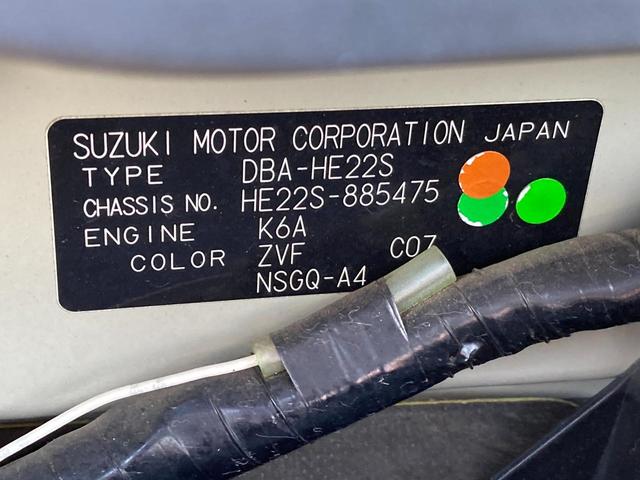 SUZUKI MOTOR CORPORATION JAPAN
TYPE DBA-HE22S
CHASSIS NO. HE22S-885475
ENGINE K6A
COLOR ZVF C07
NSGQ-A4